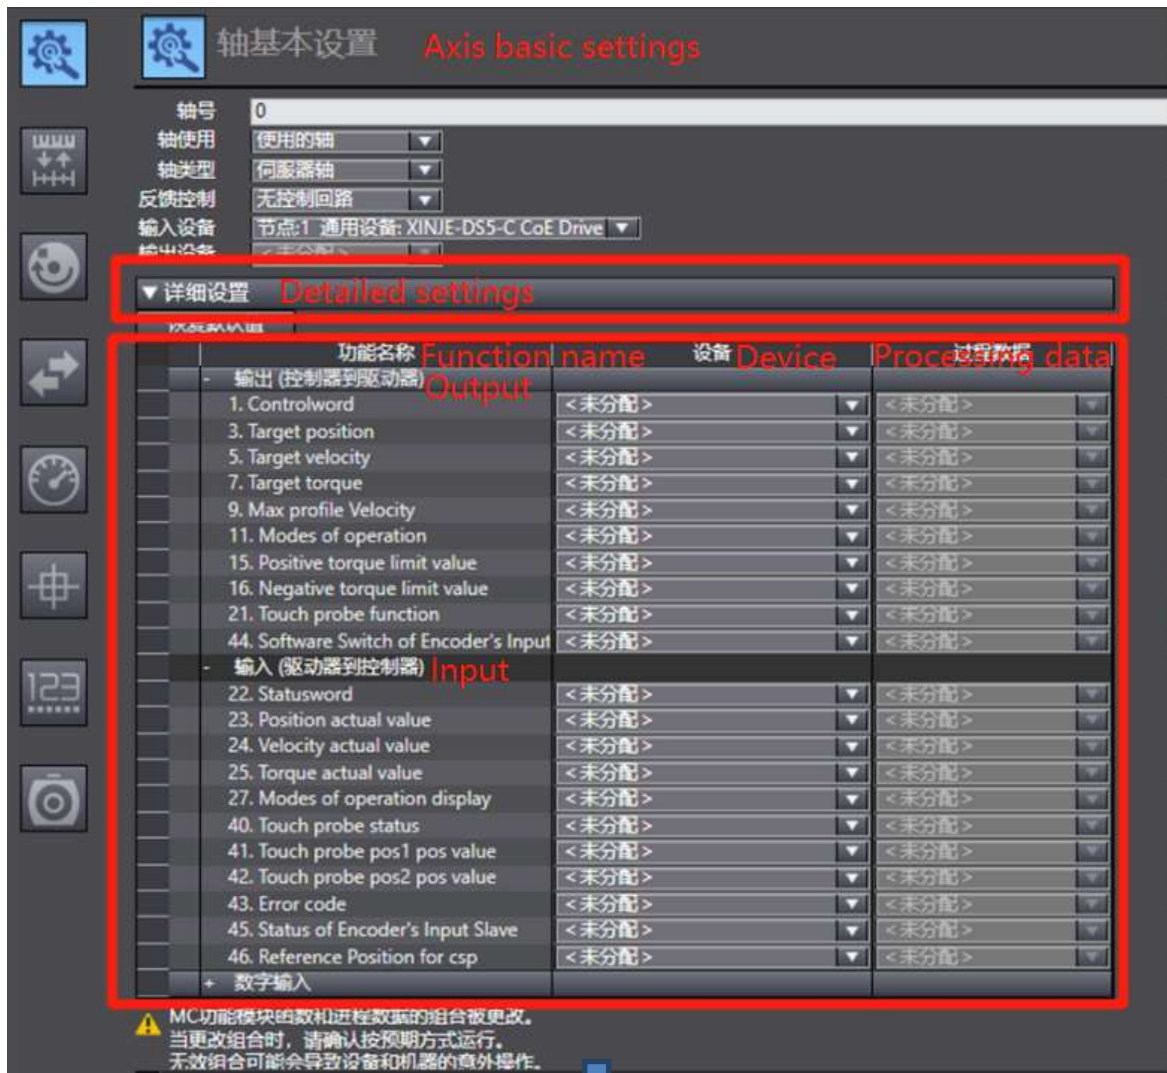 轴基本设置 Axis basic settings
轴号 0
轴使用 使用的轴
轴类型 伺服器轴
反馈控制 无控制回路
输入设备 节点:1 通用设备: XINJE-DS5-C CoE Drive
输出设备 <未分配>
详细设置 Detailed settings
恢复默认值
功能名称 Function name 设备 Device 过程数据 Processing data
- 输出 (控制器到驱动器) Output
1. Controlword <未分配> <未分配>
3. Target position <未分配> <未分配>
5. Target velocity <未分配> <未分配>
7. Target torque <未分配> <未分配>
9. Max profile Velocity <未分配> <未分配>
11. Modes of operation <未分配> <未分配>
15. Positive torque limit value <未分配> <未分配>
16. Negative torque limit value <未分配> <未分配>
21. Touch probe function <未分配> <未分配>
44. Software Switch of Encoder's Input <未分配> <未分配>
- 输入 (驱动器到控制器) Input
22. Statusword <未分配> <未分配>
23. Position actual value <未分配> <未分配>
24. Velocity actual value <未分配> <未分配>
25. Torque actual value <未分配> <未分配>
27. Modes of operation display <未分配> <未分配>
40. Touch probe status <未分配> <未分配>
41. Touch probe pos1 pos value <未分配> <未分配>
42. Touch probe pos2 pos value <未分配> <未分配>
43. Error code <未分配> <未分配>
45. Status of Encoder's Input Slave <未分配> <未分配>
46. Reference Position for csp <未分配> <未分配>
+ 数字输入
MC功能模块函数和进程数据的组合被更改。
当更改组合时，请确认按预期方式运行。
无效组合可能会导致设备和机器的意外操作。
123